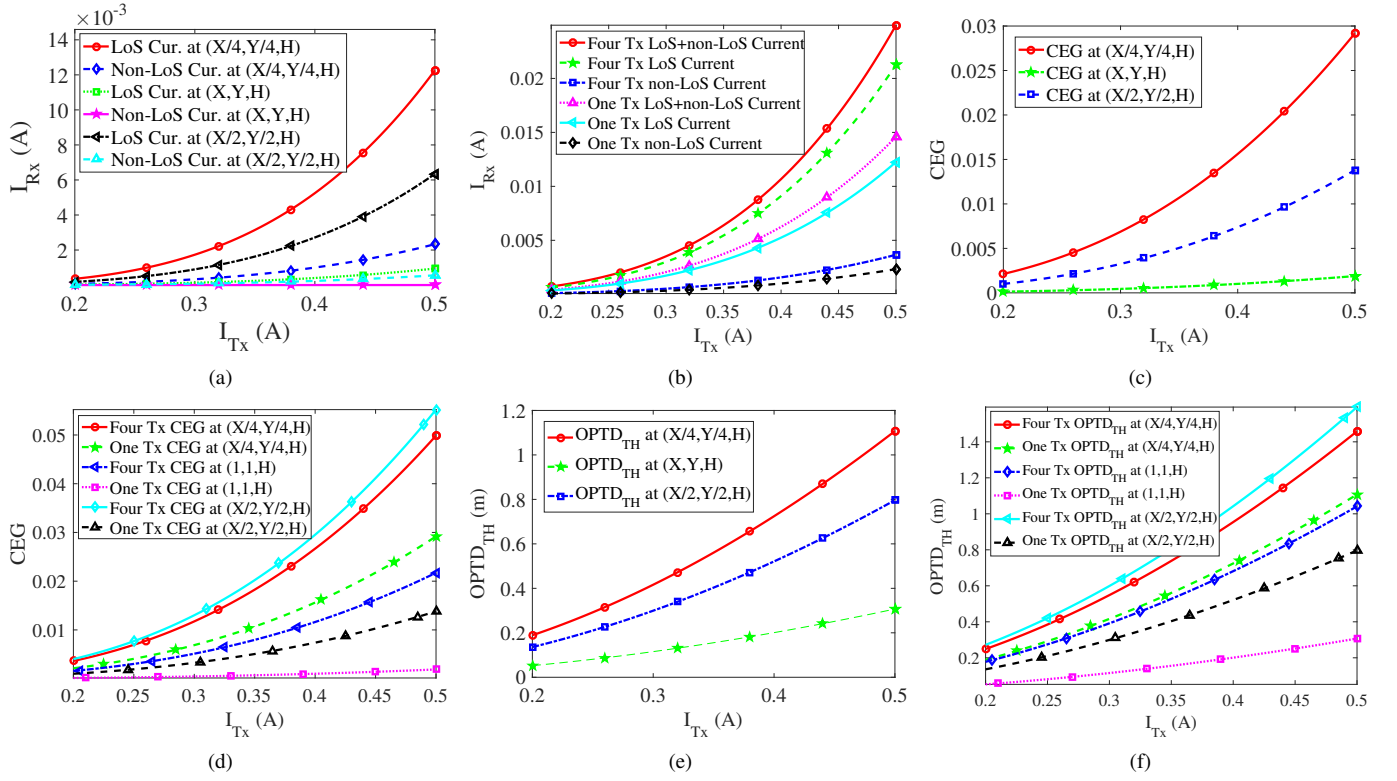 ×10⁻³
14
12
10
8
6
4
2
I_Rx (A)
LoS Cur. at (X/4,Y/4,H)
Non-LoS Cur. at (X/4,Y/4,H)
LoS Cur. at (X,Y,H)
Non-LoS Cur. at (X,Y,H)
LoS Cur. at (X/2,Y/2,H)
Non-LoS Cur. at (X/2,Y/2,H)
0.2 0.3 0.4 0.5
I_Tx (A)
(a)
0.02
0.015
0.01
0.005
I_Rx (A)
Four Tx LoS+non-LoS Current
Four Tx LoS Current
Four Tx non-LoS Current
One Tx LoS+non-LoS Current
One Tx LoS Current
One Tx non-LoS Current
0.2 0.25 0.3 0.35 0.4 0.45 0.5
I_Tx (A)
(b)
0.03
0.025
0.02
0.015
0.01
0.005
0
CEG
CEG at (X/4,Y/4,H)
CEG at (X,Y,H)
CEG at (X/2,Y/2,H)
0.2 0.3 0.4 0.5
I_Tx (A)
(c)
0.05
0.04
0.03
0.02
0.01
CEG
Four Tx CEG at (X/4,Y/4,H)
One Tx CEG at (X/4,Y/4,H)
Four Tx CEG at (1,1,H)
One Tx CEG at (1,1,H)
Four Tx CEG at (X/2,Y/2,H)
One Tx CEG at (X/2,Y/2,H)
0.2 0.25 0.3 0.35 0.4 0.45 0.5
I_Tx (A)
(d)
1.2
1
0.8
0.6
0.4
0.2
0
OPTD_TH (m)
OPTD_TH at (X/4,Y/4,H)
OPTD_TH at (X,Y,H)
OPTD_TH at (X/2,Y/2,H)
0.2 0.3 0.4 0.5
I_Tx (A)
(e)
1.4
1.2
1
0.8
0.6
0.4
0.2
OPTD_TH (m)
Four Tx OPTD_TH at (X/4,Y/4,H)
One Tx OPTD_TH at (X/4,Y/4,H)
Four Tx OPTD_TH at (1,1,H)
One Tx OPTD_TH at (1,1,H)
Four Tx OPTD_TH at (X/2,Y/2,H)
One Tx OPTD_TH at (X/2,Y/2,H)
0.2 0.25 0.3 0.35 0.4 0.45 0.5
I_Tx (A)
(f)